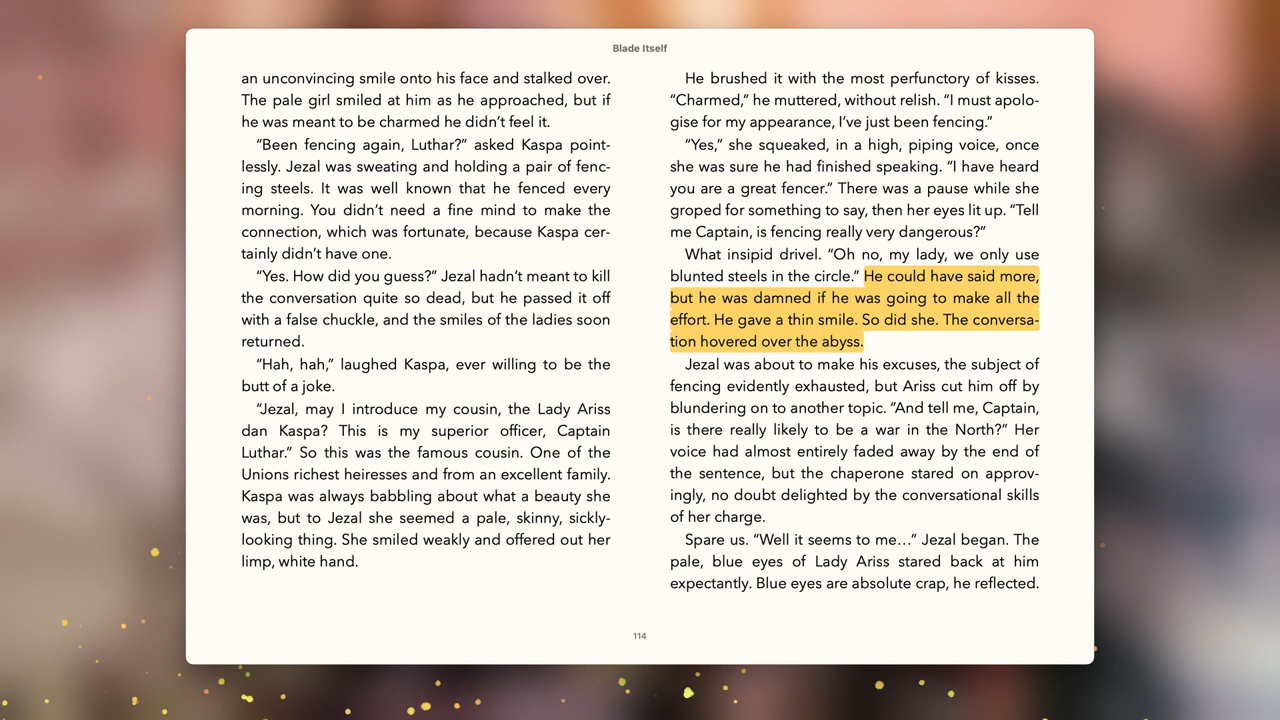 Blade Itself
an unconvincing smile onto his face and stalked over.
The pale girl smiled at him as he approached, but if
he was meant to be charmed he didn’t feel it.
“Been fencing again, Luthar?” asked Kaspa point-
lessly. Jezal was sweating and holding a pair of fenc-
ing steels. It was well known that he fenced every
morning. You didn’t need a fine mind to make the
connection, which was fortunate, because Kaspa cer-
tainly didn’t have one.
“Yes. How did you guess?” Jezal hadn’t meant to kill
the conversation quite so dead, but he passed it off
with a false chuckle, and the smiles of the ladies soon
returned.
“Hah, hah,” laughed Kaspa, ever willing to be the
butt of a joke.
“Jezal, may I introduce my cousin, the Lady Ariss
dan Kaspa? This is my superior officer, Captain
Luthar.” So this was the famous cousin. One of the
Unions richest heiresses and from an excellent family.
Kaspa was always babbling about what a beauty she
was, but to Jezal she seemed a pale, skinny, sickly-
looking thing. She smiled weakly and offered out her
limp, white hand.
He brushed it with the most perfunctory of kisses.
“Charmed,” he muttered, without relish. “I must apolo-
gise for my appearance, I’ve just been fencing.”
“Yes,” she squeaked, in a high, piping voice, once
she was sure he had finished speaking. “I have heard
you are a great fencer.” There was a pause while she
groped for something to say, then her eyes lit up. “Tell
me Captain, is fencing really very dangerous?”
What insipid drivel. “Oh no, my lady, we only use
blunted steels in the circle.” He could have said more,
but he was damned if he was going to make all the
effort. He gave a thin smile. So did she. The conversa-
tion hovered over the abyss.
Jezal was about to make his excuses, the subject of
fencing evidently exhausted, but Ariss cut him off by
blundering on to another topic. “And tell me, Captain,
is there really likely to be a war in the North?” Her
voice had almost entirely faded away by the end of
the sentence, but the chaperone stared on approv-
ingly, no doubt delighted by the conversational skills
of her charge.
Spare us. “Well it seems to me…” Jezal began. The
pale, blue eyes of Lady Ariss stared back at him
expectantly. Blue eyes are absolute crap, he reflected.
114